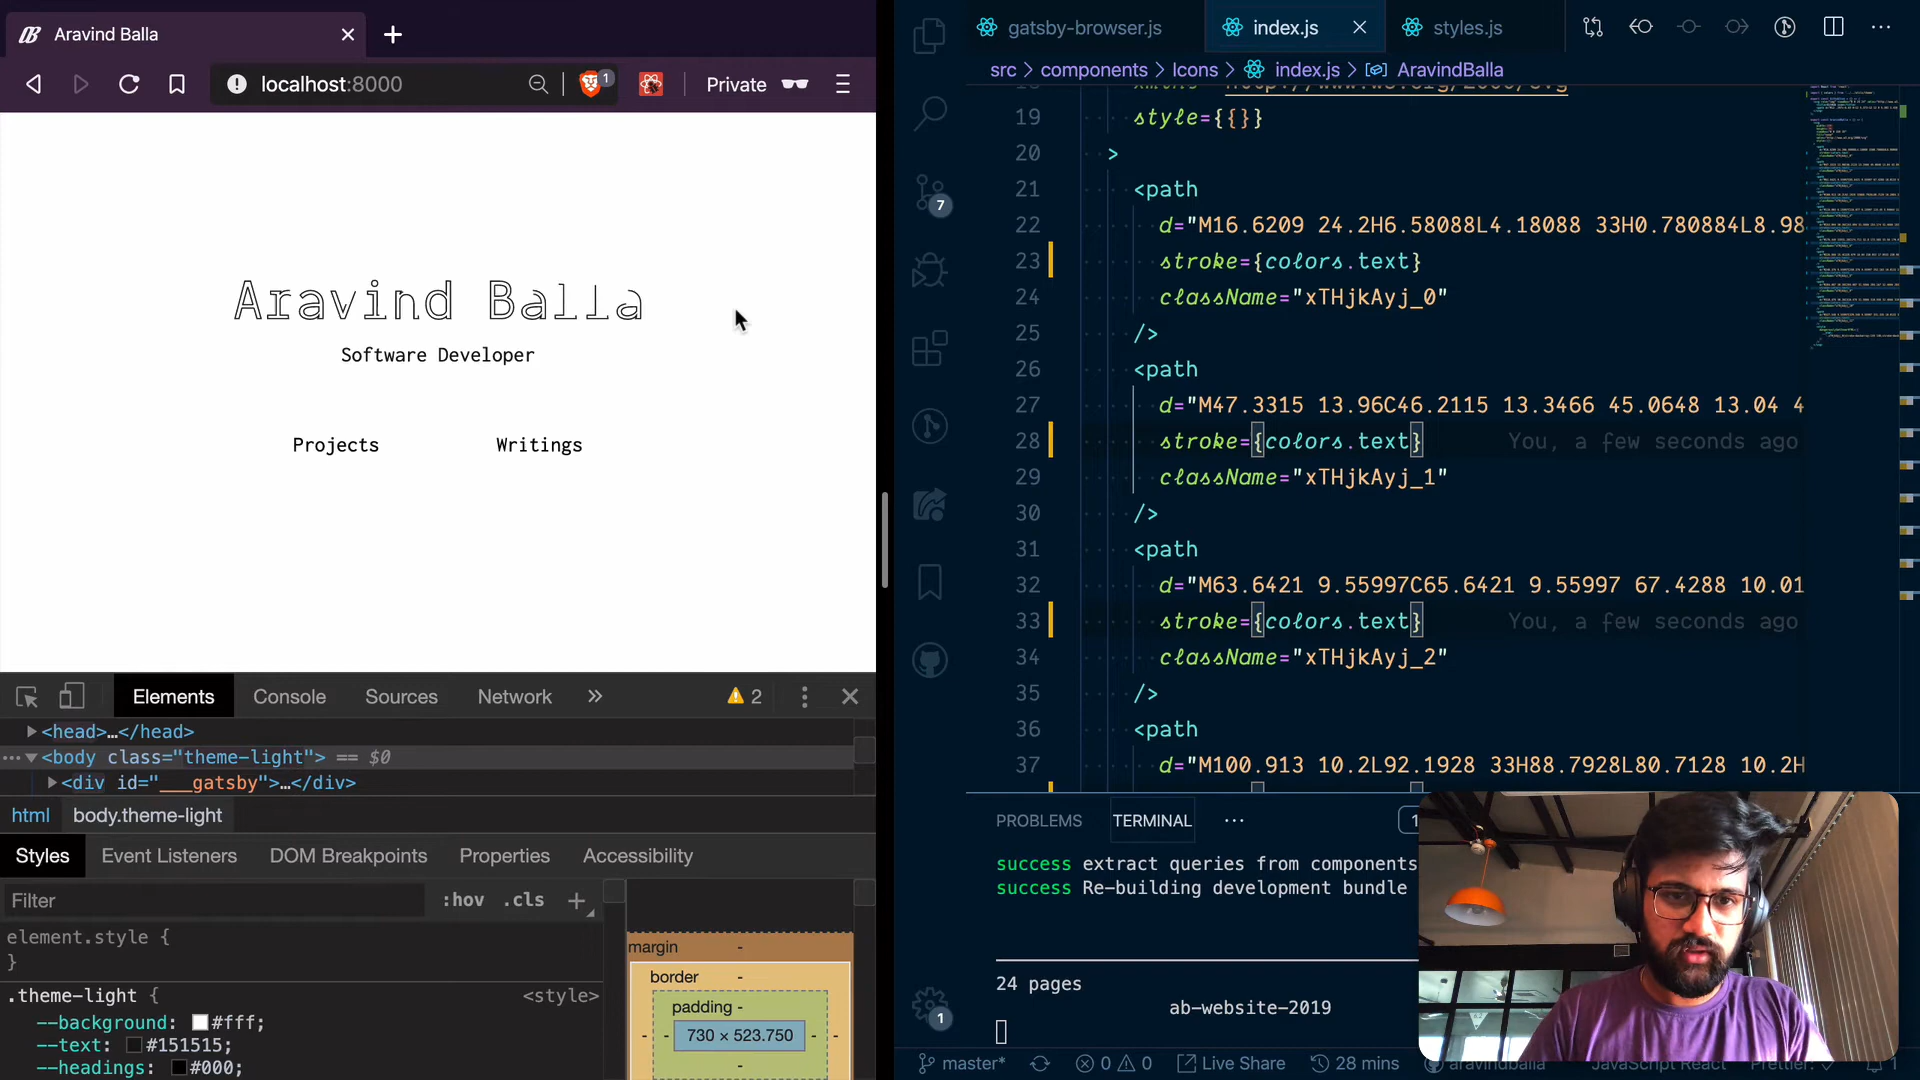 Aravind Balla
localhost:8000
1
Private
Aravind Balla
Software Developer
Projects
Writings
Elements
Console
Sources
Network
2
<head>…</head>
<body class="theme-light"> == $0
<div id="___gatsby">…</div>
html
body.theme-light
Styles
Event Listeners
DOM Breakpoints
Properties
Accessibility
Filter
:hov
.cls
element.style {
}
.theme-light {
<style>
--background: #fff;
--text: #151515;
--headings: #000;
margin
-
border
-
padding -
730 × 523.750
-
7
1
gatsby-browser.js
index.js
styles.js
src > components > Icons > index.js > AravindBalla
19 style={{}}
20 >
21 <path
22 d="M16.6209 24.2H6.58088L4.18088 33H0.780884L8.98
23 stroke={colors.text}
24 className="xTHjkAyj_0"
25 />
26 <path
27 d="M47.3315 13.96C46.2115 13.3466 45.0648 13.04 4
28 stroke={colors.text} You, a few seconds ago
29 className="xTHjkAyj_1"
30 />
31 <path
32 d="M63.6421 9.55997C65.6421 9.55997 67.4288 10.01
33 stroke={colors.text} You, a few seconds ago
34 className="xTHjkAyj_2"
35 />
36 <path
37 d="M100.913 10.2L92.1928 33H88.7928L80.7128 10.2H
PROBLEMS
TERMINAL
1
success extract queries from components
success Re-building development bundle
24 pages
ab-website-2019
master*
0
0
Live Share
28 mins
aravindballa
JavaScript React
Prettier: ✓
1